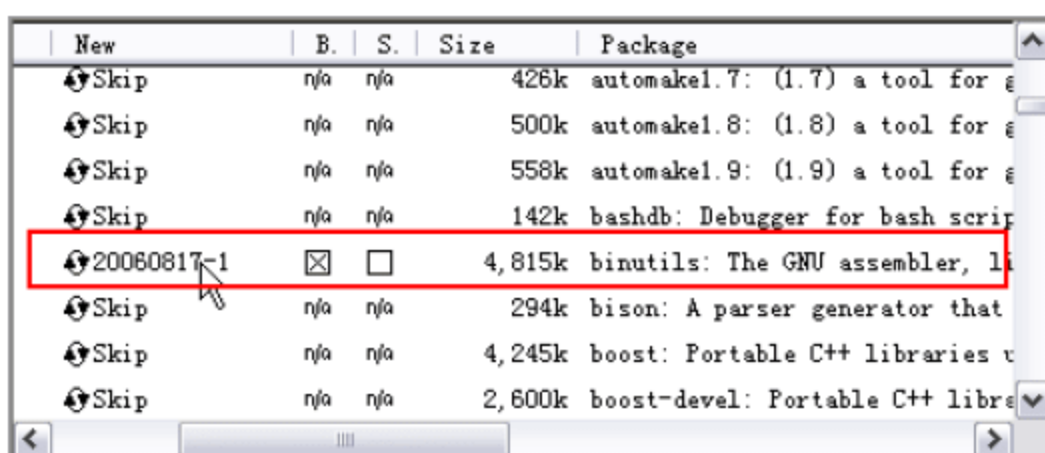 New B. S. Size Package
Skip n/a n/a 426k automake1.7: (1.7) a tool for
Skip n/a n/a 500k automake1.8: (1.8) a tool for
Skip n/a n/a 558k automake1.9: (1.9) a tool for
Skip n/a n/a 142k bashdb: Debugger for bash scrip
20060817-1 4,815k binutils: The GNU assembler, li
Skip n/a n/a 294k bison: A parser generator that
Skip n/a n/a 4,245k boost: Portable C++ libraries
Skip n/a n/a 2,600k boost-devel: Portable C++ libra